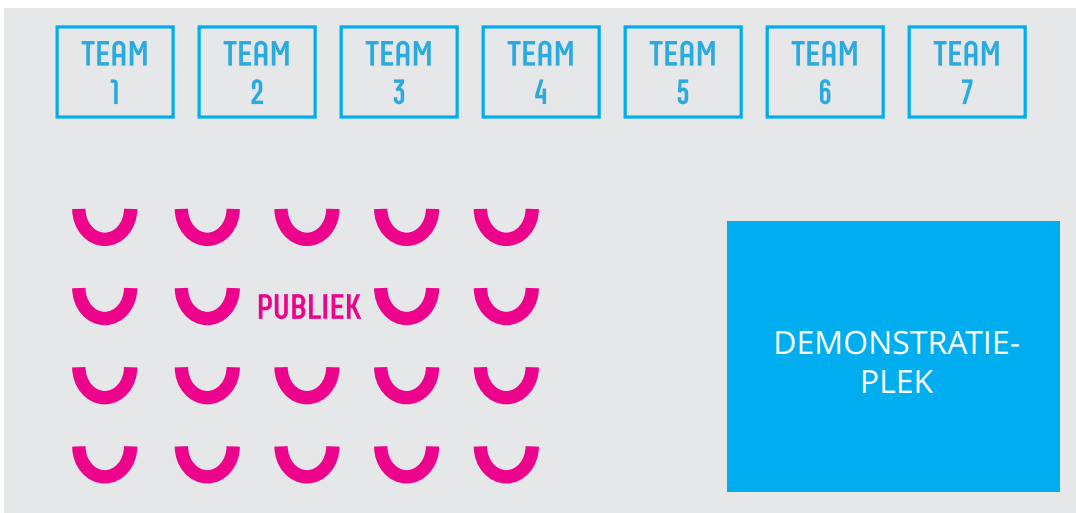 TEAM
1
TEAM
2
TEAM
3
TEAM
4
TEAM
5
TEAM
6
TEAM
7
PUBLIEK
DEMONSTRATIE-
PLEK